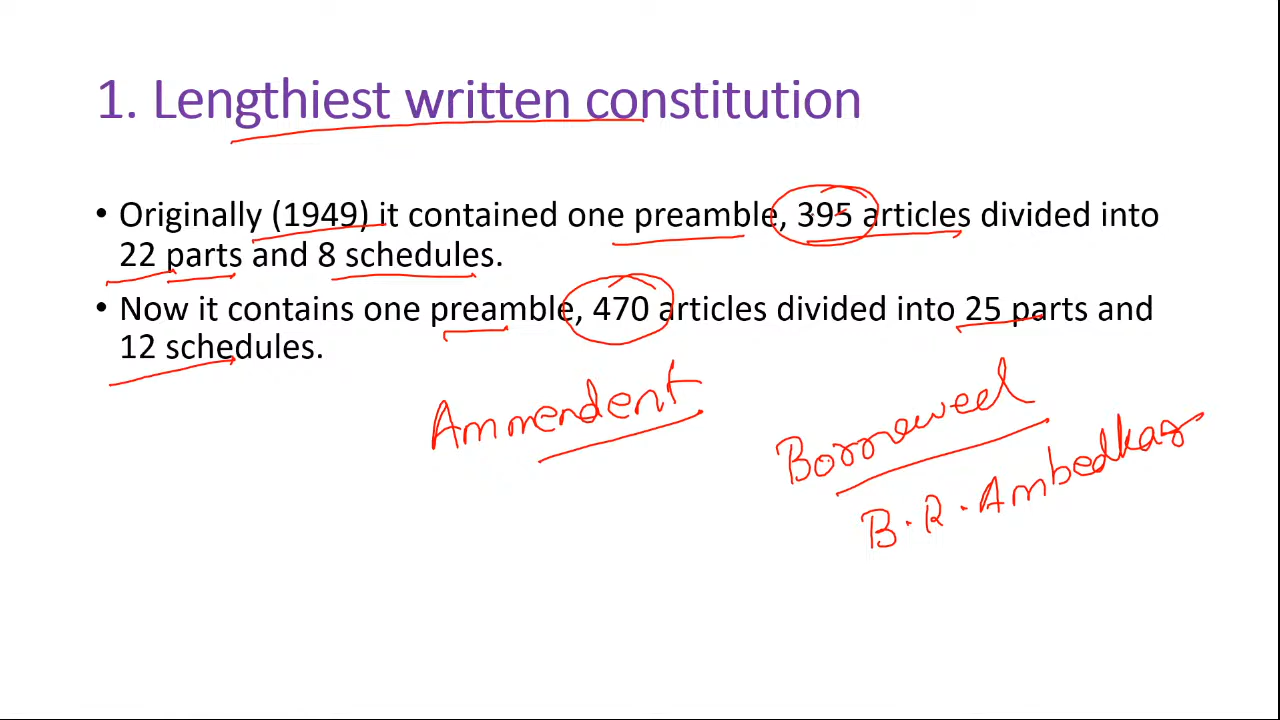 1. Lengthiest written constitution
• Originally (1949) it contained one preamble, 395 articles divided into
22 parts and 8 schedules.
• Now it contains one preamble, 470 articles divided into 25 parts and
12 schedules.
Ammendent
Borroweed
B.R.Ambedkar